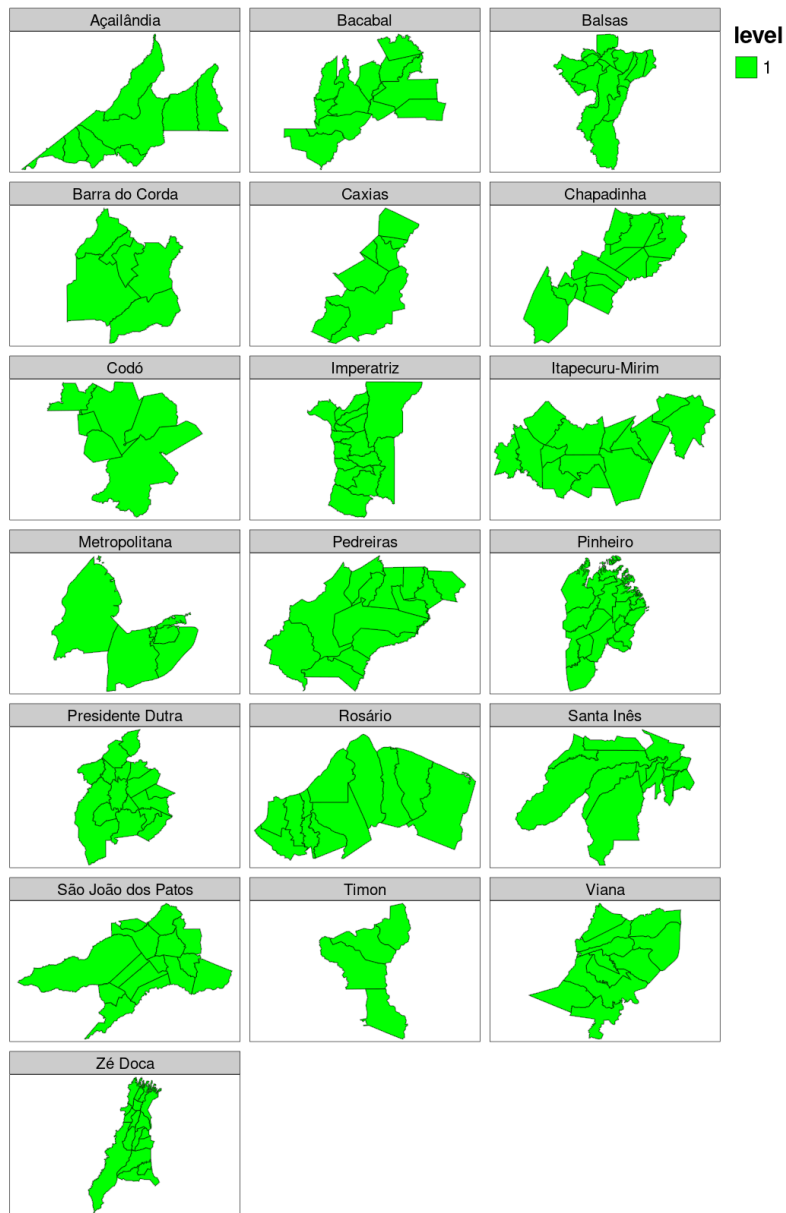 Açailândia
Bacabal
Balsas
level
1
Barra do Corda
Caxias
Chapadinha
Codó
Imperatriz
Itapecuru-Mirim
Metropolitana
Pedreiras
Pinheiro
Presidente Dutra
Rosário
Santa Inês
São João dos Patos
Timon
Viana
Zé Doca